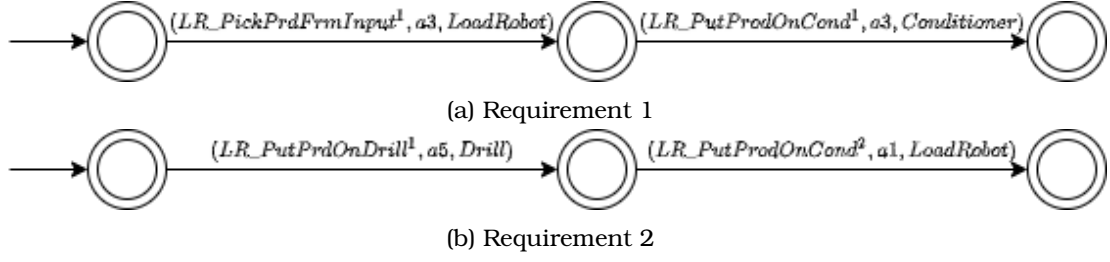 (LR_PickPrdFrmInput¹, a3, LoadRobot) (LR_PutProdOnCond¹, a3, Conditioner)
(a) Requirement 1
(LR_PutPrdOnDrill¹, a5, Drill) (LR_PutProdOnCond², a1, LoadRobot)
(b) Requirement 2